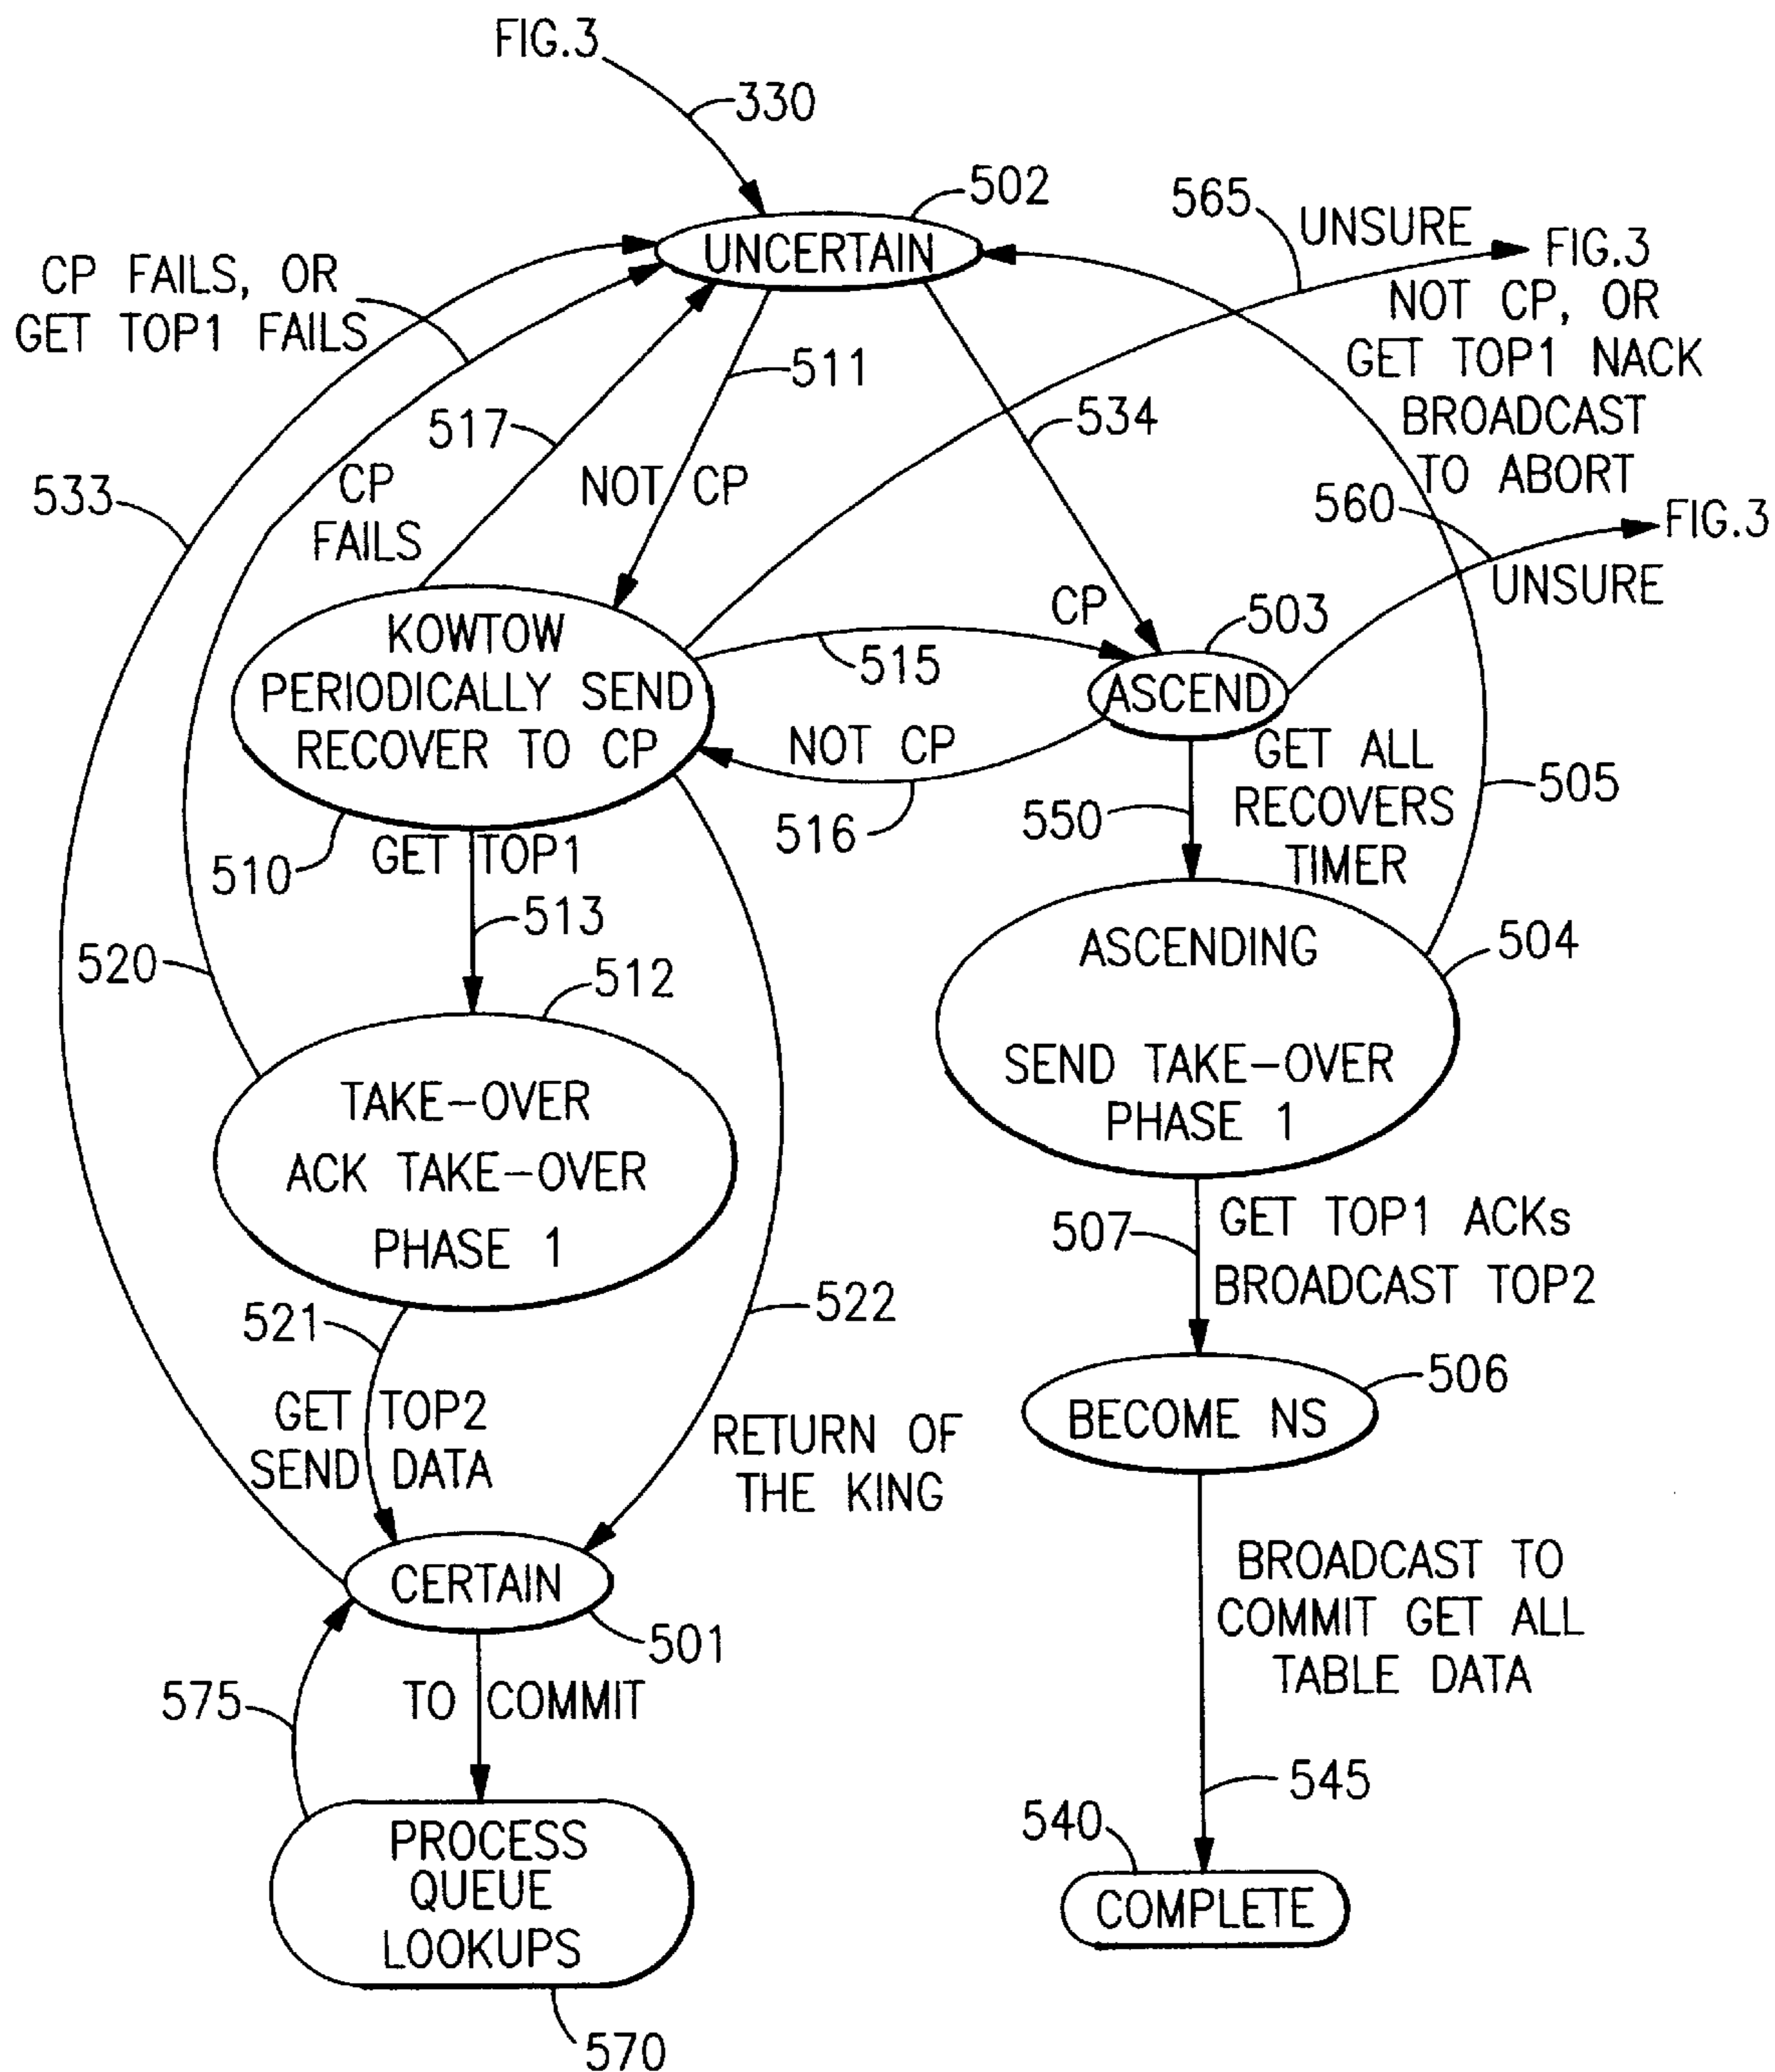 FIG.3
330
502
UNCERTAIN
565
UNSURE
FIG.3
CP FAILS, OR
GET TOP1 FAILS
NOT CP, OR
GET TOP1 NACK
BROADCAST
TO ABORT
511
534
517
533
CP
FAILS
NOT CP
560
FIG.3
UNSURE
KOWTOW
PERIODICALLY SEND
RECOVER TO CP
CP
503
515
ASCEND
NOT CP
516
510
GET TOP1
513
550
GET ALL
RECOVERS
TIMER
505
520
512
ASCENDING
SEND TAKE-OVER
PHASE 1
504
TAKE-OVER
ACK TAKE-OVER
PHASE 1
507
GET TOP1 ACKs
BROADCAST TOP2
521
522
GET TOP2
SEND DATA
RETURN OF
THE KING
506
BECOME NS
CERTAIN
501
BROADCAST TO
COMMIT GET ALL
TABLE DATA
575
TO COMMIT
545
540
COMPLETE
PROCESS
QUEUE
LOOKUPS
570